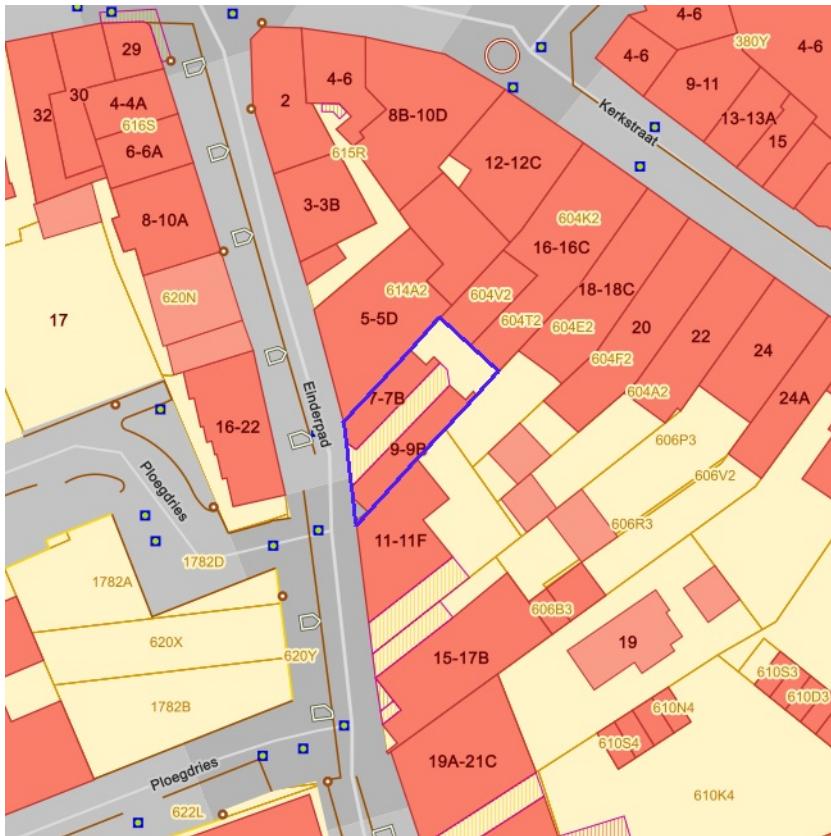 4-6
29
4-6
380Y
4-6
30
4-6
9-11
32
4-4A
2
8B-10D
Kerkstraat
616S
13-13A
6-6A
15
615R
12-12C
3-3B
8-10A
604K2
16-16C
620N
614A2
604V2
18-18C
17
5-5D
604T2
604E2
20
22
24
604F2
7-7B
604A2
24A
Einderpad
16-22
9-9B
606P3
606V2
Ploegdries
606R3
11-11F
1782D
1782A
606B3
620X
19
620Y
15-17B
610S3
1782B
610D3
610N4
610S4
Ploegdries
19A-21C
610K4
622L